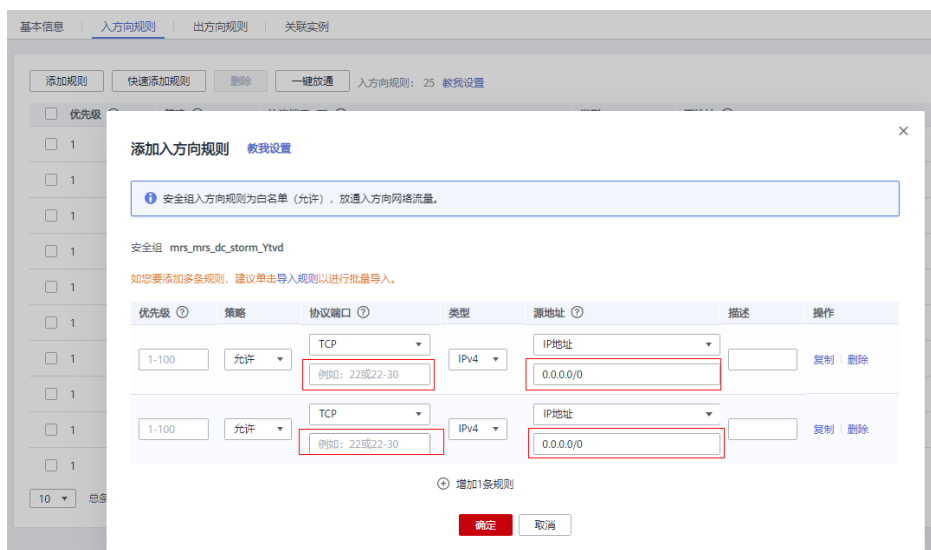 基本信息 入方向规则 出方向规则 关联实例
添加规则 快速添加规则 删除 一键放通 入方向规则: 25 教我设置
优先级
1
添加入方向规则 教我设置
1
安全组入方向规则为白名单（允许），放通入方向网络流量。
1
1
安全组 mrs_mrs_dc_storm_Ytvd
1
如您要添加多条规则，建议单击导入规则以进行批量导入。
1
优先级 策略 协议端口 类型 源地址 描述 操作
1
1-100 允许 TCP IPv4 IP地址 复制 删除
例如：22或22-30 0.0.0.0/0
1
1
1-100 允许 TCP IPv4 IP地址 复制 删除
例如：22或22-30 0.0.0.0/0
1
增加1条规则
10 总
确定 取消